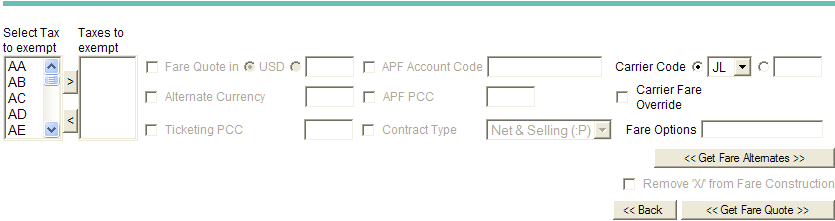 Select Tax to exempt
Taxes to exempt
AA
AB
AC
AD
AE
>
<
Fare Quote in USD
APF Account Code
Carrier Code JL
Alternate Currency
APF PCC
Carrier Fare Override
Ticketing PCC
Contract Type Net & Selling (:P)
Fare Options
<< Get Fare Alternates >>
Remove 'X/' from Fare Construction
<< Back
<< Get Fare Quote >>